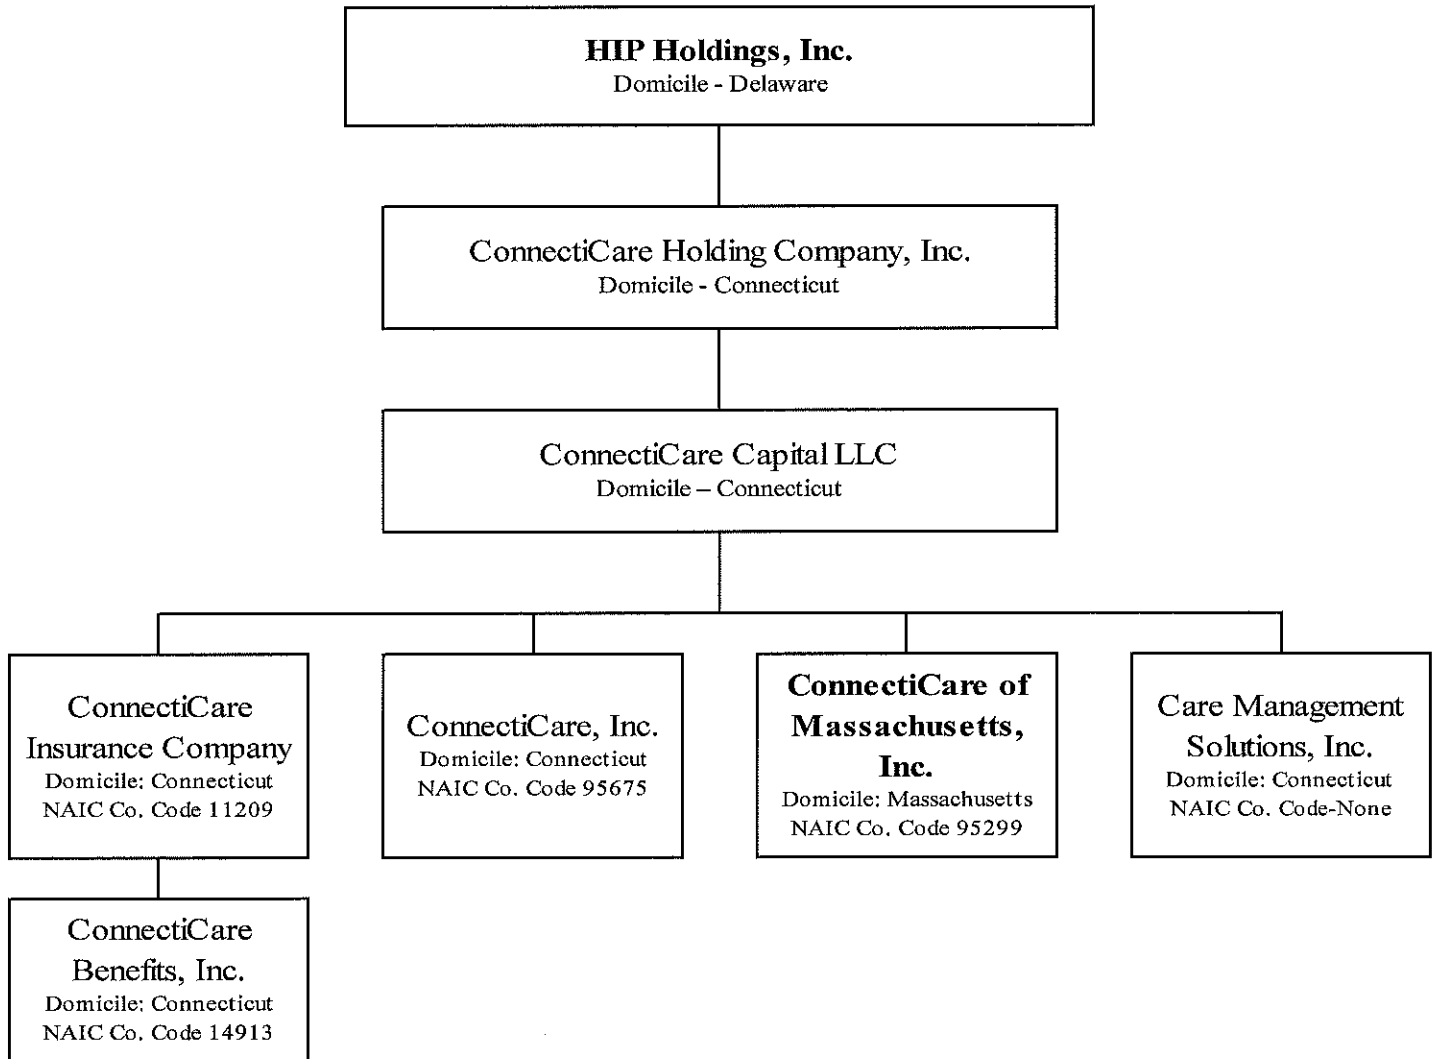 HIP Holdings, Inc.
Domicile - Delaware
ConnectiCare Holding Company, Inc.
Domicile - Connecticut
ConnectiCare Capital LLC
Domicile – Connecticut
ConnectiCare
Insurance Company
Domicile: Connecticut
NAIC Co. Code 11209
ConnectiCare, Inc.
Domicile: Connecticut
NAIC Co. Code 95675
ConnectiCare of
Massachusetts,
Inc.
Domicile: Massachusetts
NAIC Co. Code 95299
Care Management
Solutions, Inc.
Domicile: Connecticut
NAIC Co. Code-None
ConnectiCare
Benefits, Inc.
Domicile: Connecticut
NAIC Co. Code 14913